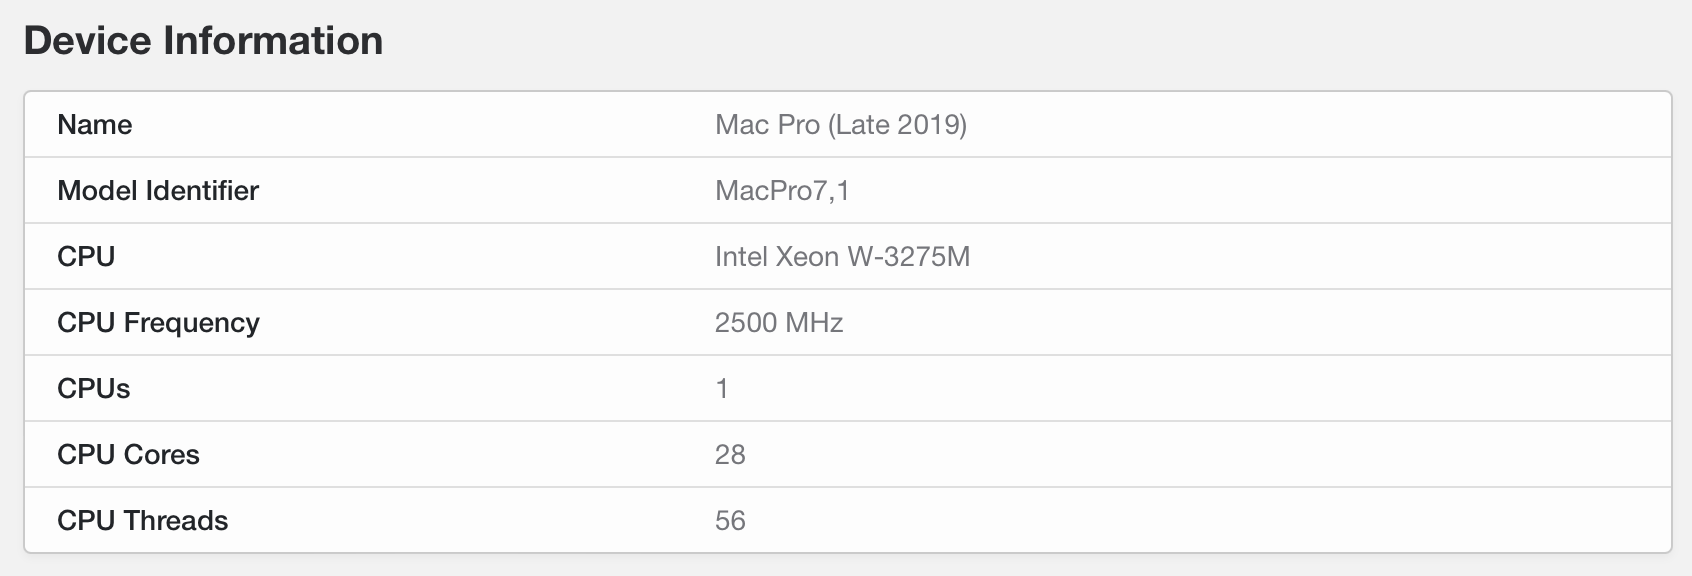 Device Information
Name Mac Pro (Late 2019)
Model Identifier MacPro7,1
CPU Intel Xeon W-3275M
CPU Frequency 2500 MHz
CPUs 1
CPU Cores 28
CPU Threads 56